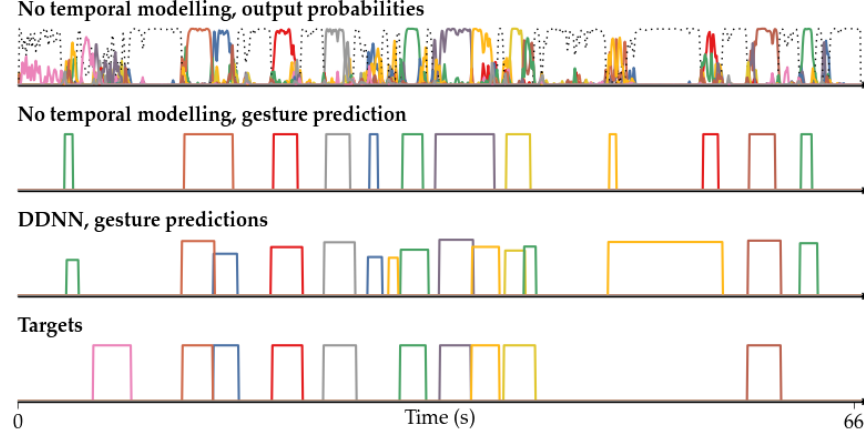 No temporal modelling, output probabilities
No temporal modelling, gesture prediction
DDNN, gesture predictions
Targets
0
Time (s)
66